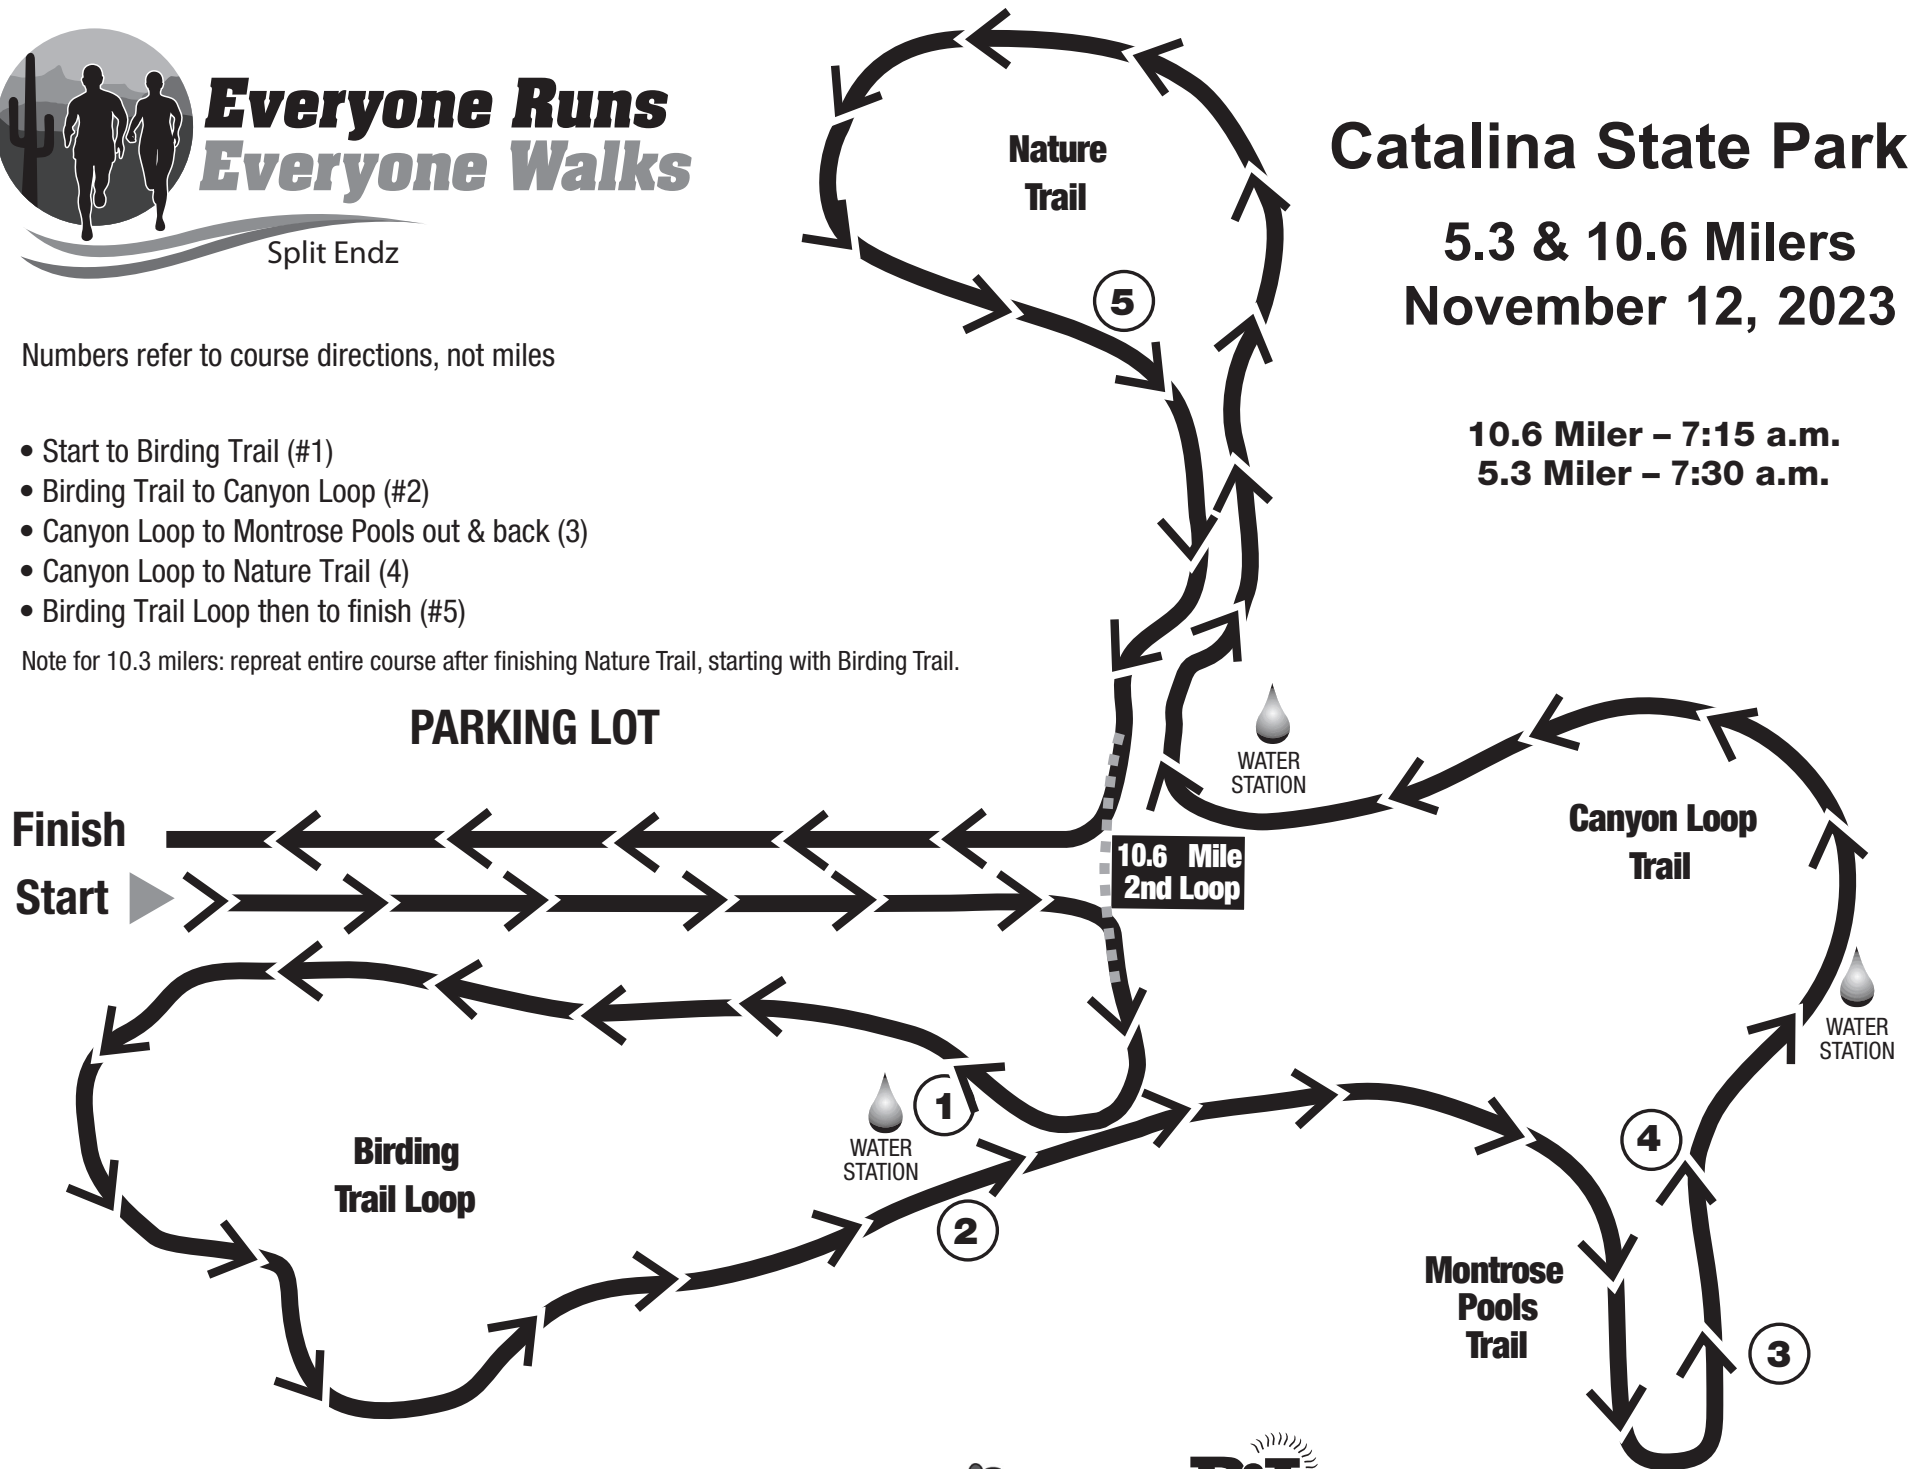 Everyone Runs
Everyone Walks
Split Endz
Catalina State Park
5.3 & 10.6 Milers
November 12, 2023
10.6 Miler – 7:15 a.m.
5.3 Miler – 7:30 a.m.
Numbers refer to course directions, not miles
• Start to Birding Trail (#1)
• Birding Trail to Canyon Loop (#2)
• Canyon Loop to Montrose Pools out & back (3)
• Canyon Loop to Nature Trail (4)
• Birding Trail Loop then to finish (#5)
Note for 10.3 milers: repreat entire course after finishing Nature Trail, starting with Birding Trail.
Nature
Trail
5
PARKING LOT
WATER
STATION
Finish
Start
10.6 Mile
2nd Loop
Canyon Loop
Trail
WATER
STATION
1
WATER
STATION
Birding
Trail Loop
2
4
Montrose
Pools
Trail
3